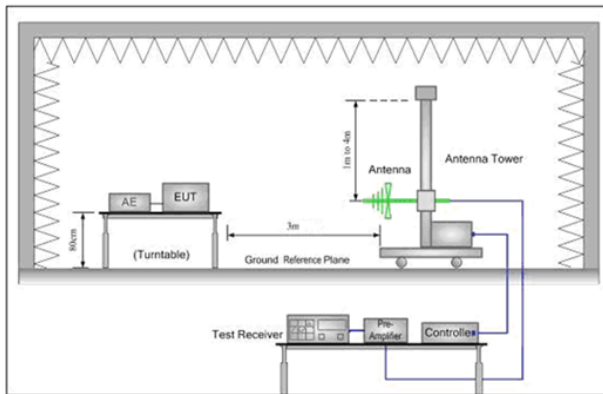 1m to 4m
Antenna
Antenna Tower
AE
EUT
80cm
(Turntable)
3m
Ground Reference Plane
Test Receiver
Pre-
Amplifier
Controller